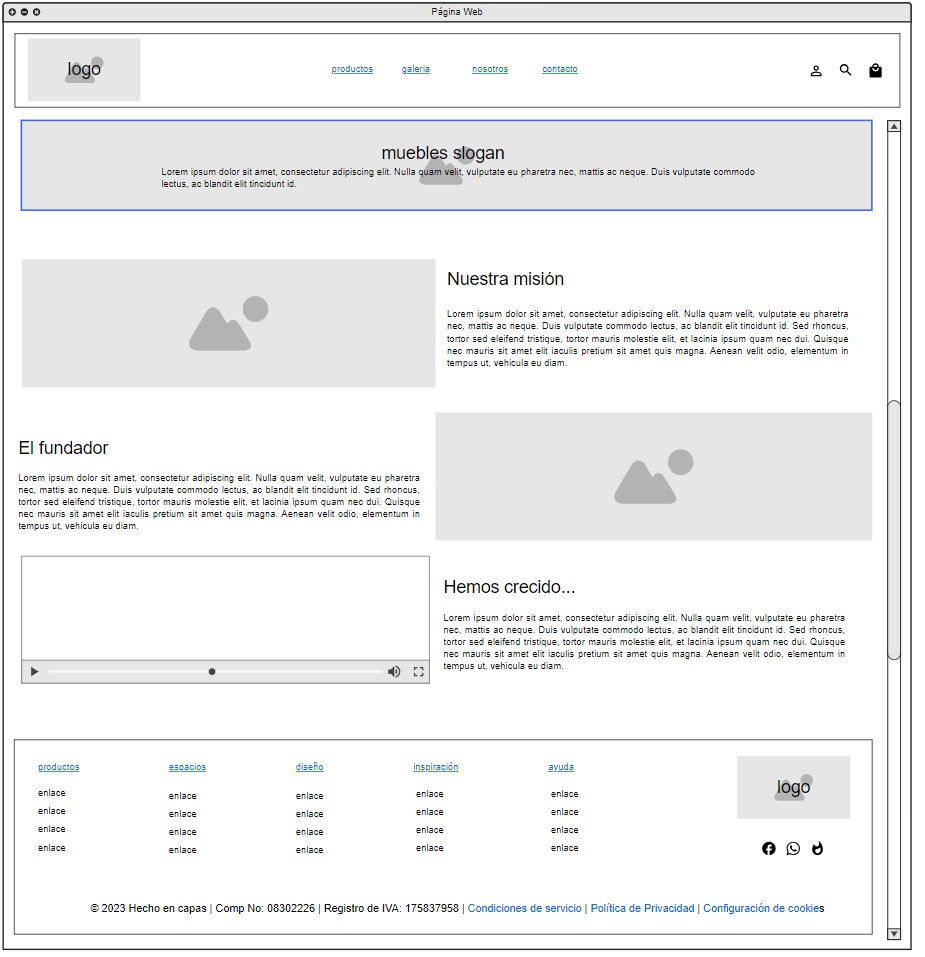 Página Web
logo
productos galeria nosotros contacto
muebles slogan
Lorem ipsum dolor sit amet, consectetur adipiscing elit. Nulla quam velit, vulputate eu pharetra nec, mattis ac neque. Duis vulputate commodo
lectus, ac blandit elit tincidunt id.
Nuestra misión
Lorem ipsum dolor sit amet, consectetur adipiscing elit. Nulla quam velit, vulputate eu pharetra
nec, mattis ac neque. Duis vulputate commodo lectus, ac blandit elit tincidunt id. Sed rhoncus,
tortor sed eleifend tristique, tortor mauris molestie elit, et lacinia ipsum quam nec dui. Quisque
nec mauris sit amet elit iaculis pretium sit amet quis magna. Aenean velit odio, elementum in
tempus ut, vehicula eu diam.
El fundador
Lorem ipsum dolor sit amet, consectetur adipiscing elit. Nulla quam velit, vulputate eu pharetra
nec, mattis ac neque. Duis vulputate commodo lectus, ac blandit elit tincidunt id. Sed rhoncus,
tortor sed eleifend tristique, tortor mauris molestie elit, et lacinia ipsum quam nec dui. Quisque
nec mauris sit amet elit iaculis pretium sit amet quis magna. Aenean velit odio, elementum in
tempus ut, vehicula eu diam.
Hemos crecido...
Lorem ipsum dolor sit amet, consectetur adipiscing elit. Nulla quam velit, vulputate eu pharetra
nec, mattis ac neque. Duis vulputate commodo lectus, ac blandit elit tincidunt id. Sed rhoncus,
tortor sed eleifend tristique, tortor mauris molestie elit, et lacinia ipsum quam nec dui. Quisque
nec mauris sit amet elit iaculis pretium sit amet quis magna. Aenean velit odio, elementum in
tempus ut, vehicula eu diam.
productos espacios diseño inspiración ayuda
enlace enlace enlace enlace enlace
enlace enlace enlace enlace enlace
enlace enlace enlace enlace enlace
enlace enlace enlace enlace enlace
logo
© 2023 Hecho en capas | Comp No: 08302226 | Registro de IVA: 175837958 | Condiciones de servicio | Política de Privacidad | Configuración de cookies